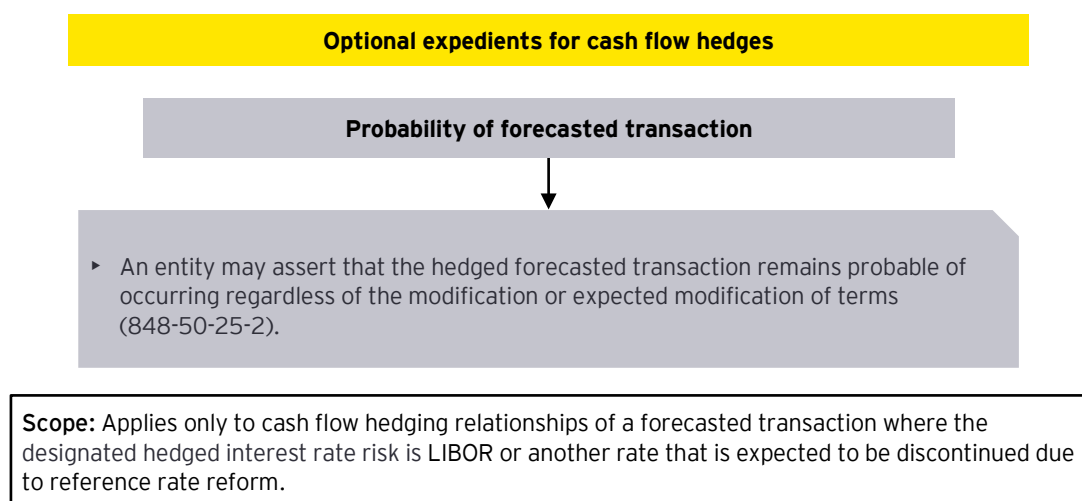 Optional expedients for cash flow hedges
Probability of forecasted transaction
‣ An entity may assert that the hedged forecasted transaction remains probable of
occurring regardless of the modification or expected modification of terms
(848-50-25-2).
Scope: Applies only to cash flow hedging relationships of a forecasted transaction where the
designated hedged interest rate risk is LIBOR or another rate that is expected to be discontinued due
to reference rate reform.